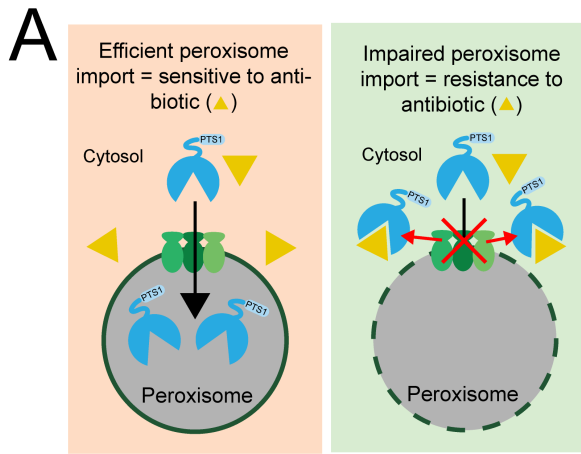 A
Efficient peroxisome
import = sensitive to anti-
biotic ( )
PTS1
Cytosol
PTS1
PTS1
Peroxisome
Impaired peroxisome
import = resistance to
antibiotic ( )
PTS1
Cytosol
PTS1
PTS1
Peroxisome